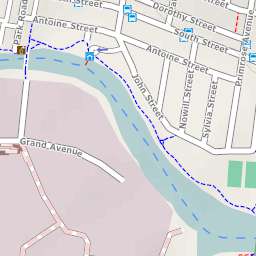 Dorothy Street
Antoine Street
South Street
Primrose Avenue
Park Road
Antoine Street
John Street
Nowill Street
Sylvia Street
Grand Avenue